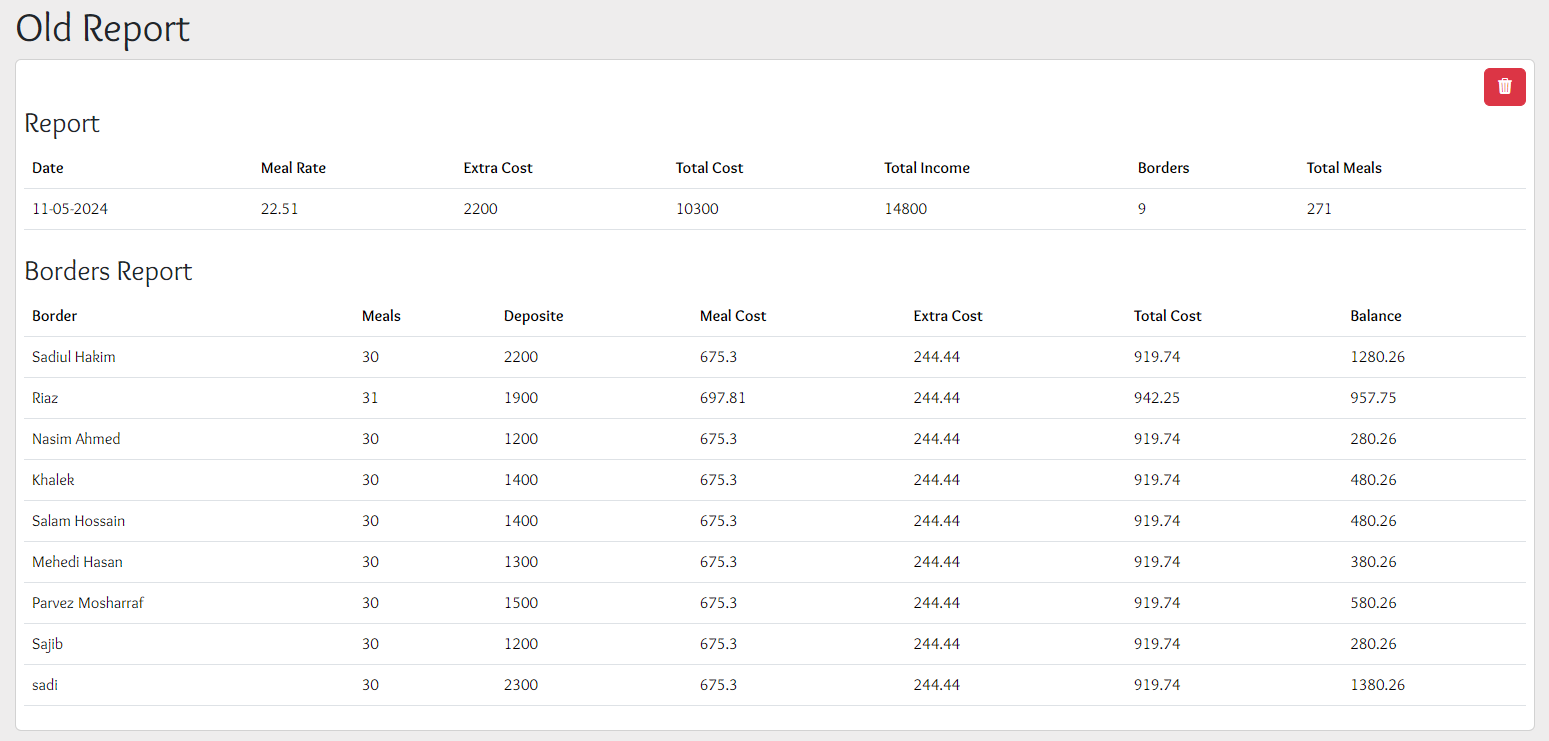 Old Report
Report
Date Meal Rate Extra Cost Total Cost Total Income Borders Total Meals
11-05-2024 22.51 2200 10300 14800 9 271
Borders Report
Border Meals Deposite Meal Cost Extra Cost Total Cost Balance
Sadiul Hakim 30 2200 675.3 244.44 919.74 1280.26
Riaz 31 1900 697.81 244.44 942.25 957.75
Nasim Ahmed 30 1200 675.3 244.44 919.74 280.26
Khalek 30 1400 675.3 244.44 919.74 480.26
Salam Hossain 30 1400 675.3 244.44 919.74 480.26
Mehedi Hasan 30 1300 675.3 244.44 919.74 380.26
Parvez Mosharraf 30 1500 675.3 244.44 919.74 580.26
Sajib 30 1200 675.3 244.44 919.74 280.26
sadi 30 2300 675.3 244.44 919.74 1380.26